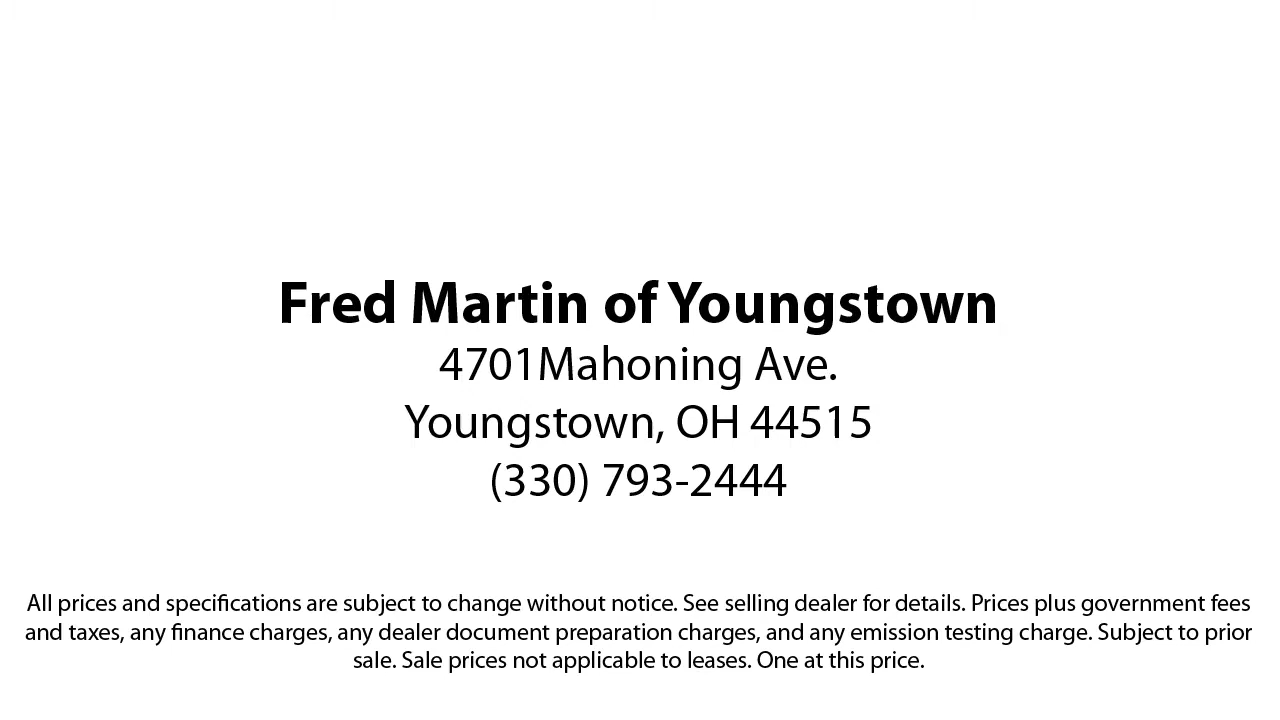 Fred Martin of Youngstown
4701Mahoning Ave.
Youngstown, OH 44515
(330) 793-2444
All prices and specifications are subject to change without notice. See selling dealer for details. Prices plus government fees
and taxes, any finance charges, any dealer document preparation charges, and any emission testing charge. Subject to prior
sale. Sale prices not applicable to leases. One at this price.